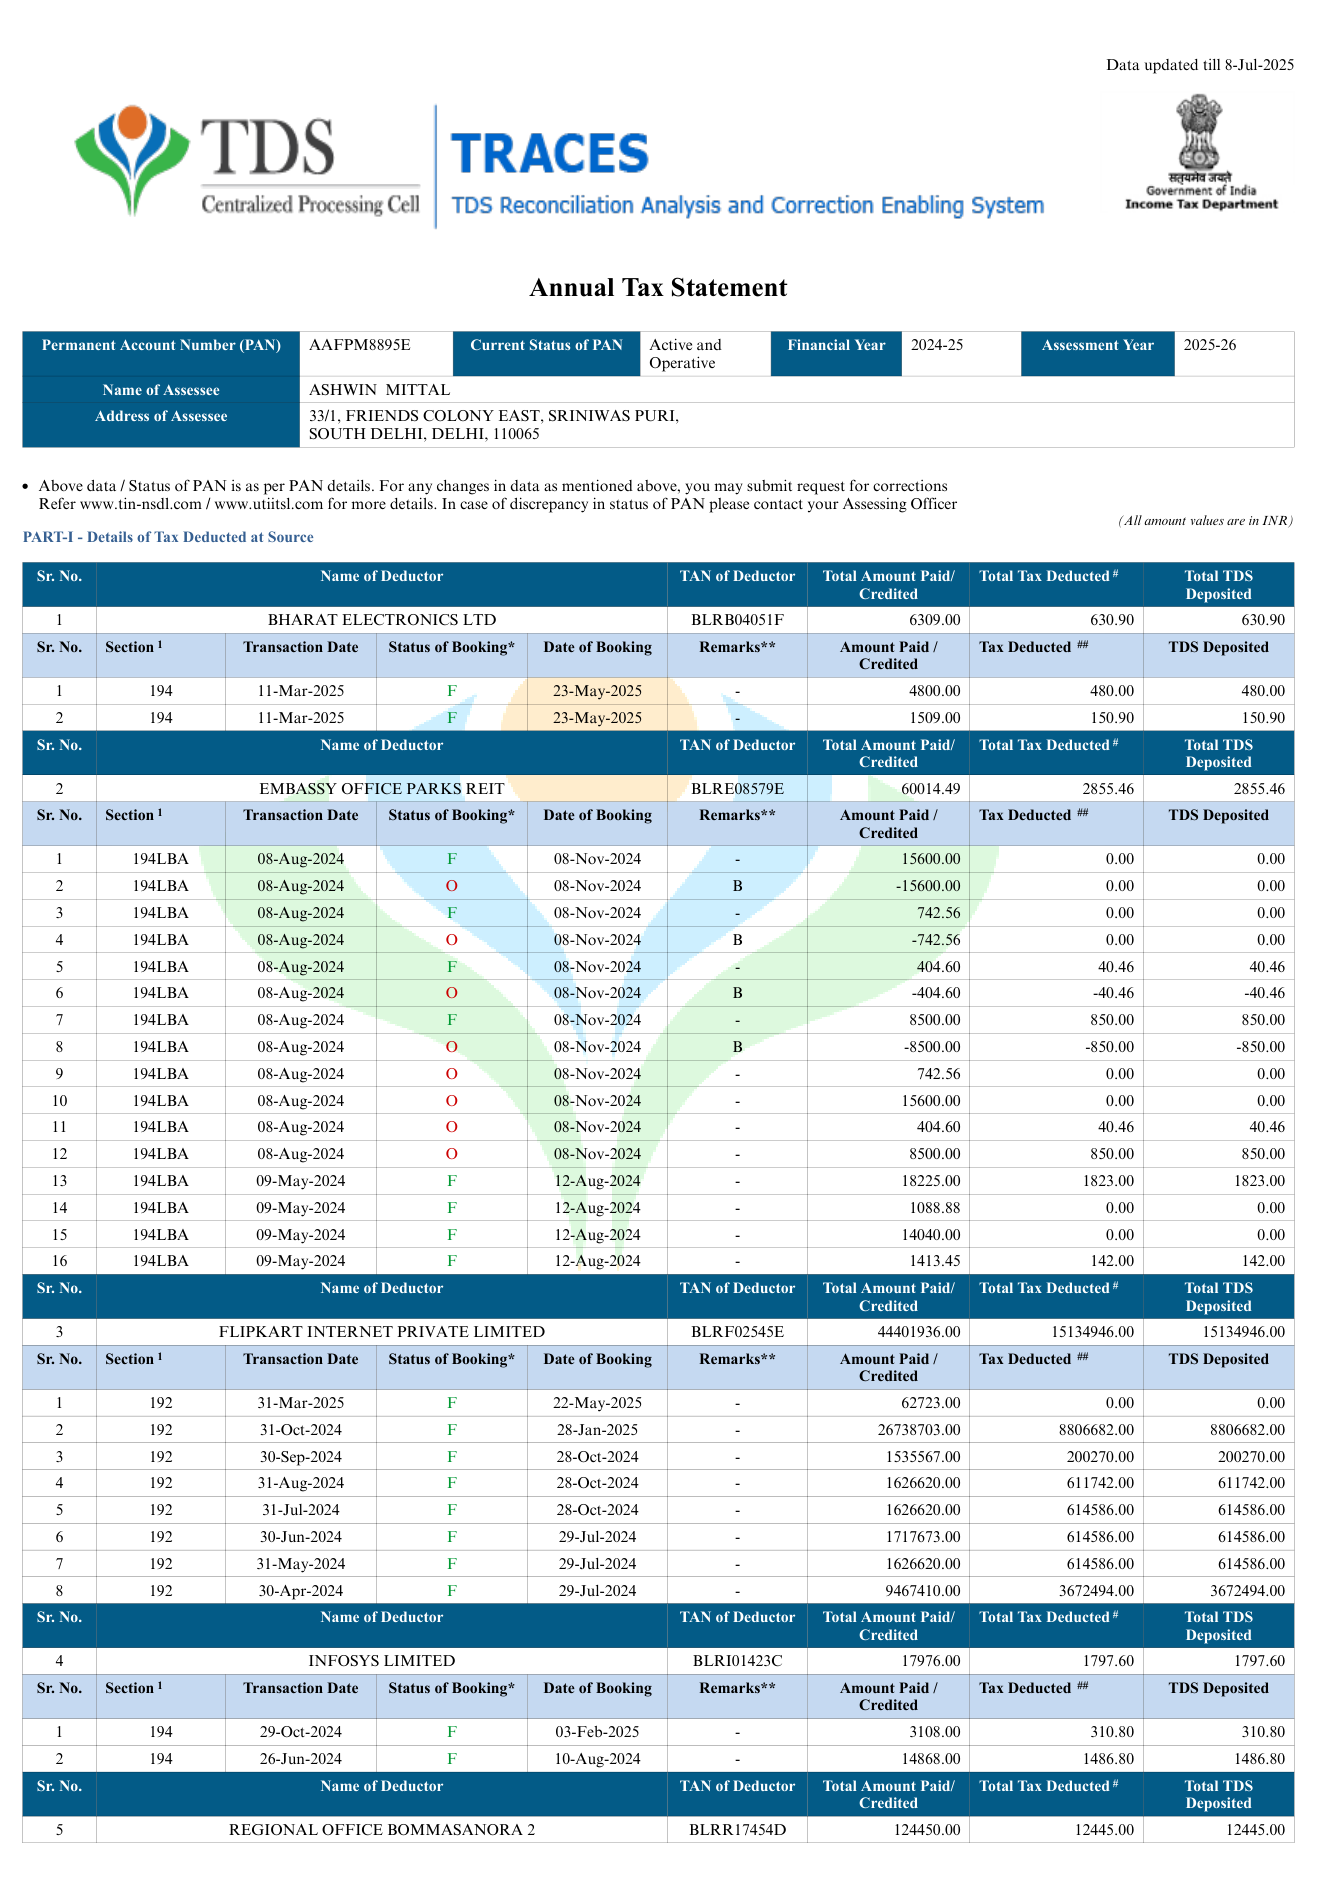 Data updated till 8-Jul-2025
TDS
Centralized Processing Cell
TRACES
TDS Reconciliation Analysis and Correction Enabling System
सत्यमेव जयते
Government of India
Income Tax Department
Annual Tax Statement
Permanent Account Number (PAN) AAFPM8895E Current Status of PAN Active and Operative Financial Year 2024-25 Assessment Year 2025-26
Name of Assessee ASHWIN MITTAL
Address of Assessee 33/1, FRIENDS COLONY EAST, SRINIWAS PURI,
SOUTH DELHI, DELHI, 110065
• Above data / Status of PAN is as per PAN details. For any changes in data as mentioned above, you may submit request for corrections
Refer www.tin-nsdl.com / www.utiitsl.com for more details. In case of discrepancy in status of PAN please contact your Assessing Officer
(All amount values are in INR)
PART-I - Details of Tax Deducted at Source
Sr. No. Name of Deductor TAN of Deductor Total Amount Paid/ Credited Total Tax Deducted # Total TDS Deposited
1 BHARAT ELECTRONICS LTD BLRB04051F 6309.00 630.90 630.90
Sr. No. Section 1 Transaction Date Status of Booking* Date of Booking Remarks** Amount Paid / Credited Tax Deducted ## TDS Deposited
1 194 11-Mar-2025 F 23-May-2025 - 4800.00 480.00 480.00
2 194 11-Mar-2025 F 23-May-2025 - 1509.00 150.90 150.90
Sr. No. Name of Deductor TAN of Deductor Total Amount Paid/ Credited Total Tax Deducted # Total TDS Deposited
2 EMBASSY OFFICE PARKS REIT BLRE08579E 60014.49 2855.46 2855.46
Sr. No. Section 1 Transaction Date Status of Booking* Date of Booking Remarks** Amount Paid / Credited Tax Deducted ## TDS Deposited
1 194LBA 08-Aug-2024 F 08-Nov-2024 - 15600.00 0.00 0.00
2 194LBA 08-Aug-2024 O 08-Nov-2024 B -15600.00 0.00 0.00
3 194LBA 08-Aug-2024 F 08-Nov-2024 - 742.56 0.00 0.00
4 194LBA 08-Aug-2024 O 08-Nov-2024 B -742.56 0.00 0.00
5 194LBA 08-Aug-2024 F 08-Nov-2024 - 404.60 40.46 40.46
6 194LBA 08-Aug-2024 O 08-Nov-2024 B -404.60 -40.46 -40.46
7 194LBA 08-Aug-2024 F 08-Nov-2024 - 8500.00 850.00 850.00
8 194LBA 08-Aug-2024 O 08-Nov-2024 B -8500.00 -850.00 -850.00
9 194LBA 08-Aug-2024 O 08-Nov-2024 - 742.56 0.00 0.00
10 194LBA 08-Aug-2024 O 08-Nov-2024 - 15600.00 0.00 0.00
11 194LBA 08-Aug-2024 O 08-Nov-2024 - 404.60 40.46 40.46
12 194LBA 08-Aug-2024 O 08-Nov-2024 - 8500.00 850.00 850.00
13 194LBA 09-May-2024 F 12-Aug-2024 - 18225.00 1823.00 1823.00
14 194LBA 09-May-2024 F 12-Aug-2024 - 1088.88 0.00 0.00
15 194LBA 09-May-2024 F 12-Aug-2024 - 14040.00 0.00 0.00
16 194LBA 09-May-2024 F 12-Aug-2024 - 1413.45 142.00 142.00
Sr. No. Name of Deductor TAN of Deductor Total Amount Paid/ Credited Total Tax Deducted # Total TDS Deposited
3 FLIPKART INTERNET PRIVATE LIMITED BLRF02545E 44401936.00 15134946.00 15134946.00
Sr. No. Section 1 Transaction Date Status of Booking* Date of Booking Remarks** Amount Paid / Credited Tax Deducted ## TDS Deposited
1 192 31-Mar-2025 F 22-May-2025 - 62723.00 0.00 0.00
2 192 31-Oct-2024 F 28-Jan-2025 - 26738703.00 8806682.00 8806682.00
3 192 30-Sep-2024 F 28-Oct-2024 - 1535567.00 200270.00 200270.00
4 192 31-Aug-2024 F 28-Oct-2024 - 1626620.00 611742.00 611742.00
5 192 31-Jul-2024 F 28-Oct-2024 - 1626620.00 614586.00 614586.00
6 192 30-Jun-2024 F 29-Jul-2024 - 1717673.00 614586.00 614586.00
7 192 31-May-2024 F 29-Jul-2024 - 1626620.00 614586.00 614586.00
8 192 30-Apr-2024 F 29-Jul-2024 - 9467410.00 3672494.00 3672494.00
Sr. No. Name of Deductor TAN of Deductor Total Amount Paid/ Credited Total Tax Deducted # Total TDS Deposited
4 INFOSYS LIMITED BLRI01423C 17976.00 1797.60 1797.60
Sr. No. Section 1 Transaction Date Status of Booking* Date of Booking Remarks** Amount Paid / Credited Tax Deducted ## TDS Deposited
1 194 29-Oct-2024 F 03-Feb-2025 - 3108.00 310.80 310.80
2 194 26-Jun-2024 F 10-Aug-2024 - 14868.00 1486.80 1486.80
Sr. No. Name of Deductor TAN of Deductor Total Amount Paid/ Credited Total Tax Deducted # Total TDS Deposited
5 REGIONAL OFFICE BOMMASANORA 2 BLRR17454D 124450.00 12445.00 12445.00